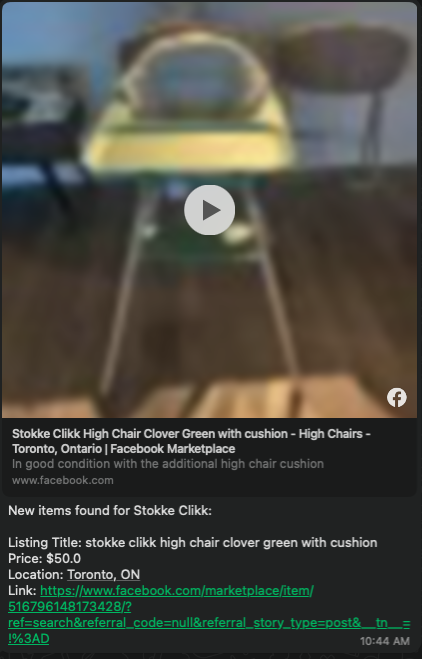 Stokke Clikk High Chair Clover Green with cushion - High Chairs -
Toronto, Ontario | Facebook Marketplace
In good condition with the additional high chair cushion
www.facebook.com
New items found for Stokke Clikk:
Listing Title: stokke clikk high chair clover green with cushion
Price: $50.0
Location: Toronto, ON
Link: https://www.facebook.com/marketplace/item/
516796148173428/?
ref=search&referral_code=null&referral_story_type=post&__tn__=
!%3AD
10:44 AM